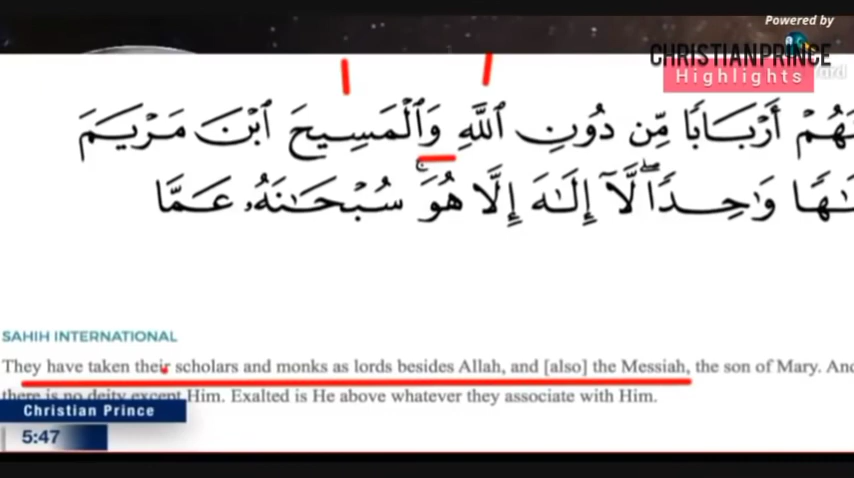 Powered by
CHRISTIANPRINCE
Highlights
أَرْبَابًا مِّن دُونِ ٱللَّهِ وَٱلْمَسِيحَ ٱبْنَ مَرْيَمَ
وَٰحِدًا ۖ لَّآ إِلَـٰهَ إِلَّا هُوَ ۚ سُبْحَـٰنَهُۥ عَمَّا
SAHIH INTERNATIONAL
They have taken their scholars and monks as lords besides Allah, and [also] the Messiah, the son of Mary. And
there is no deity except Him. Exalted is He above whatever they associate with Him.
Christian Prince
5:47